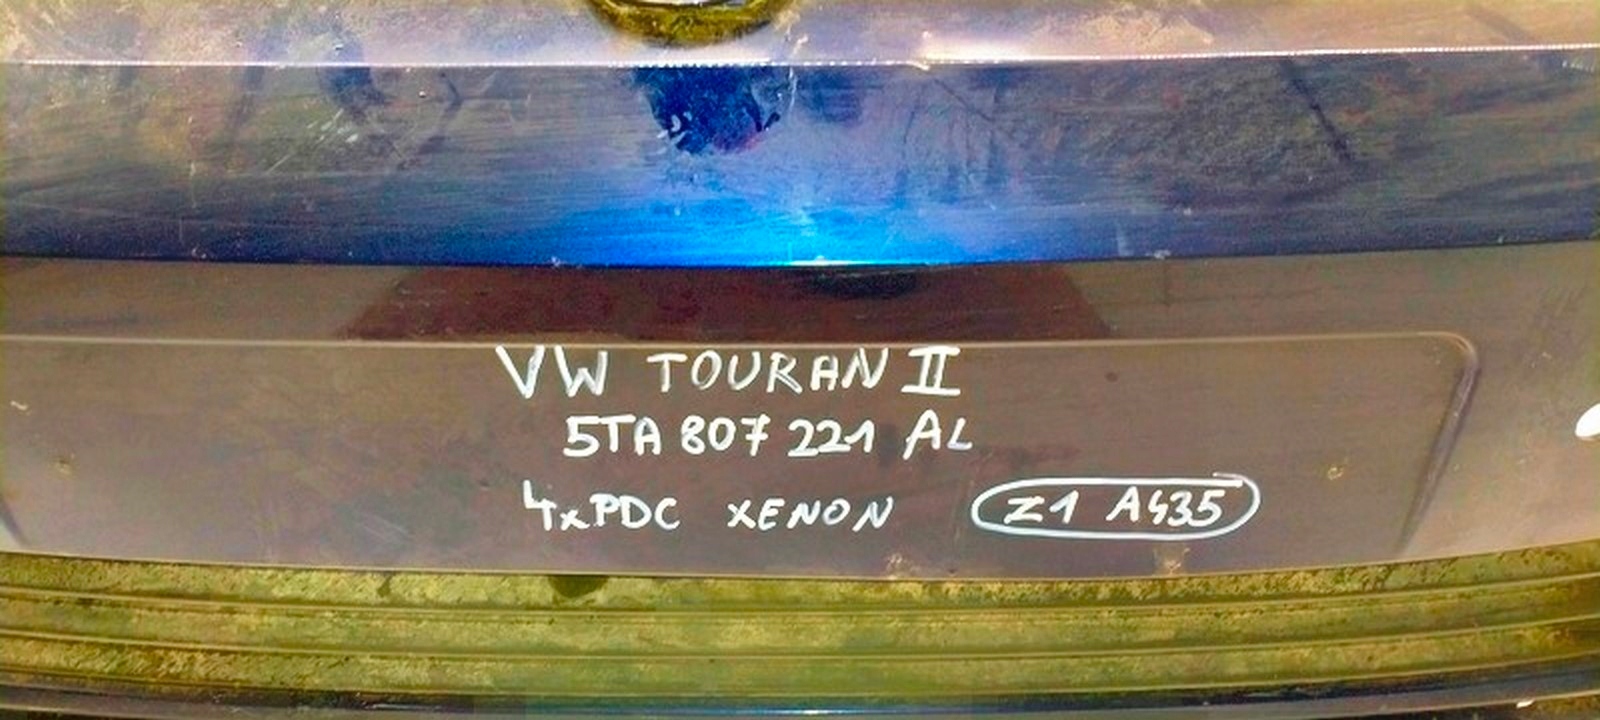 VW TOURAN II
5TA 807 221 AL
4xPDC XENON Z1 A435